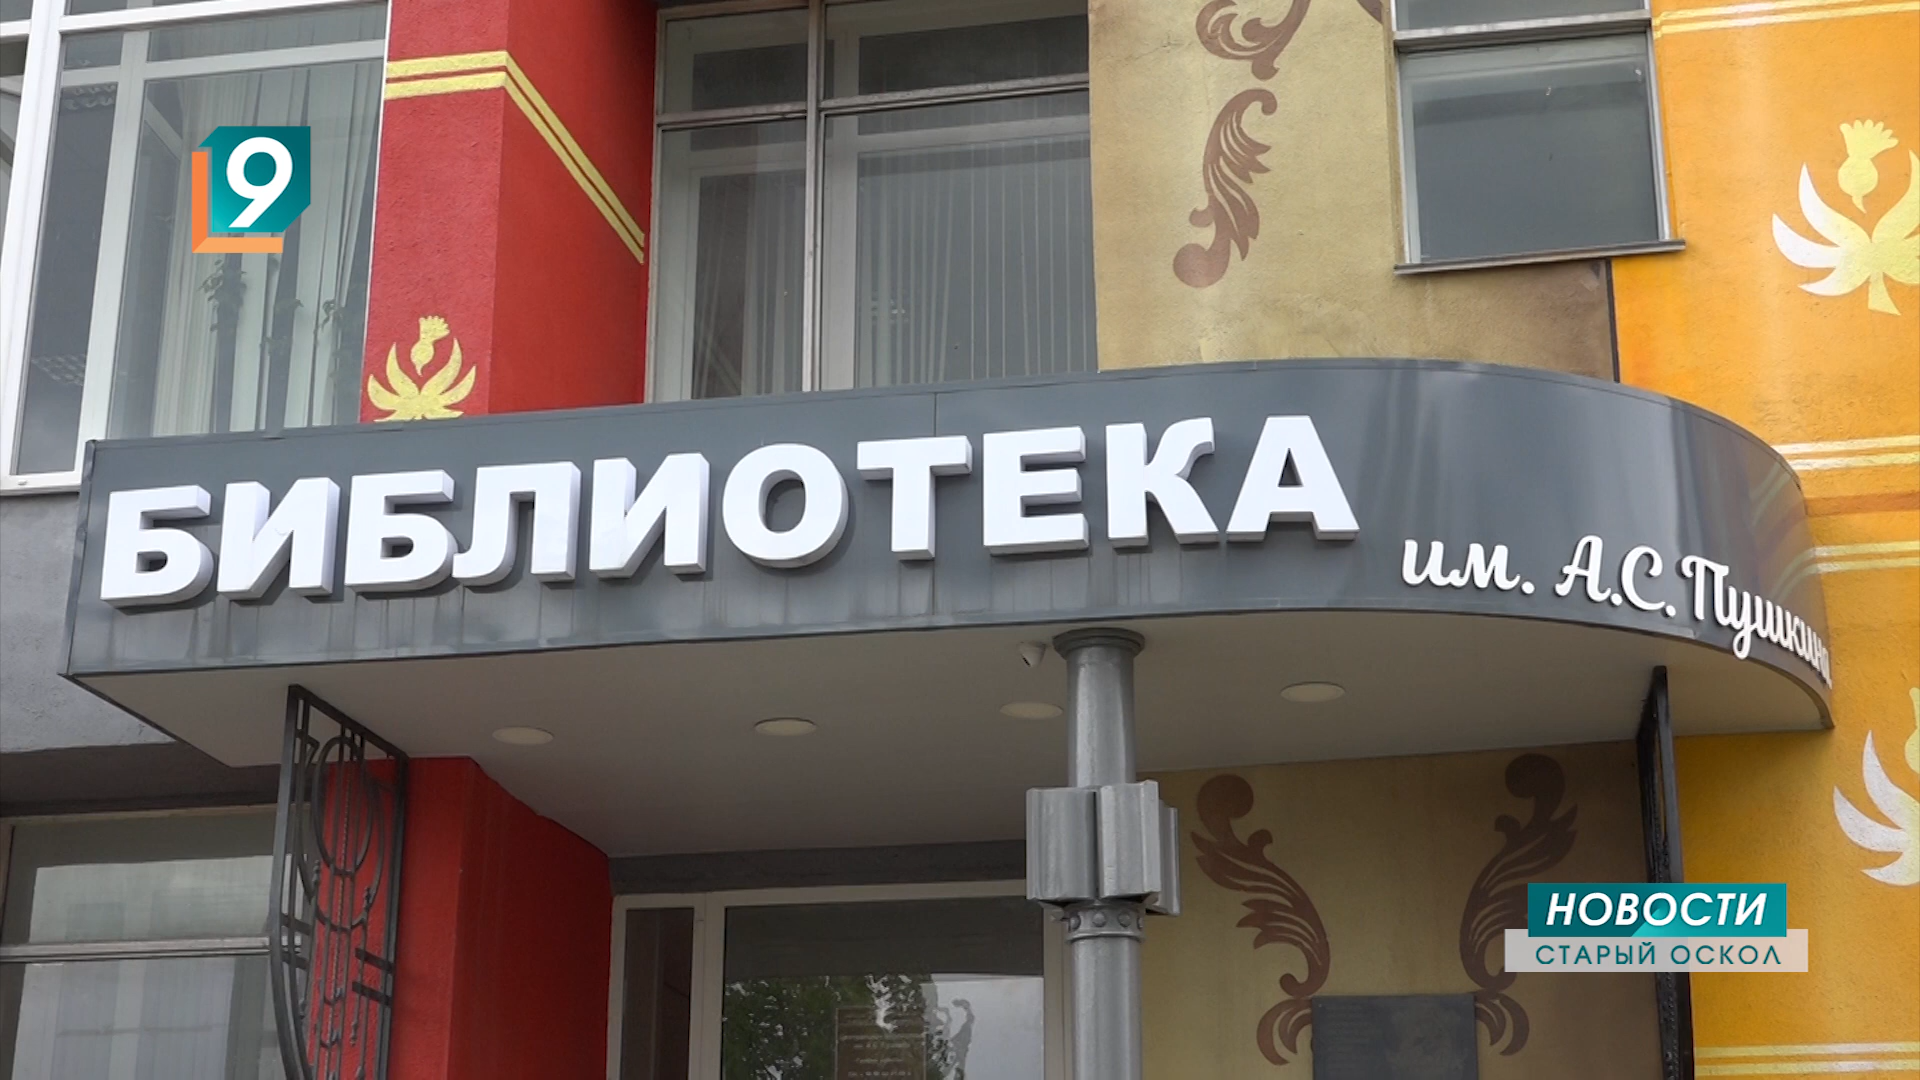 9
БИБЛИОТЕКА
им. А.С. Пушкина
НОВОСТИ
СТАРЫЙ ОСКОЛ